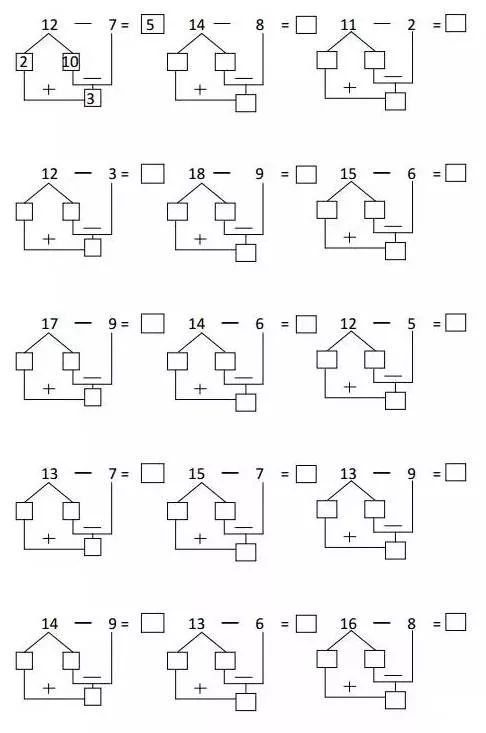 12 — 7 = 5 14 — 8 = 11 — 2 =
2 10
—
+ 3 + — + —
12 — 3 = 18 — 9 = 15 — 6 =
+ — + — + —
17 — 9 = 14 — 6 = 12 — 5 =
+ — + — + —
13 — 7 = 15 — 7 = 13 — 9 =
+ — + — + —
14 — 9 = 13 — 6 = 16 — 8 =
+ — + — + —